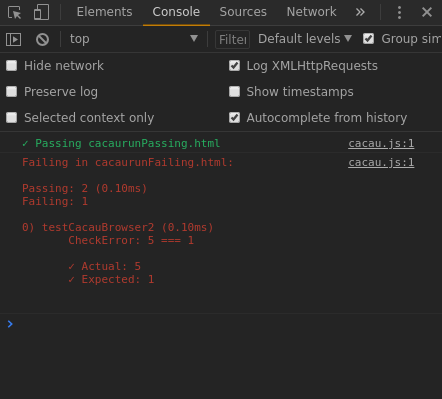 Elements Console Sources Network »
top Filter Default levels Group sim
Hide network Log XMLHttpRequests
Preserve log Show timestamps
Selected context only Autocomplete from history
✓ Passing cacaurunPassing.html cacau.js:1
Failing in cacaurunFailing.html: cacau.js:1
Passing: 2 (0.10ms)
Failing: 1
0) testCacauBrowser2 (0.10ms)
CheckError: 5 === 1
✓ Actual: 5
✓ Expected: 1
›